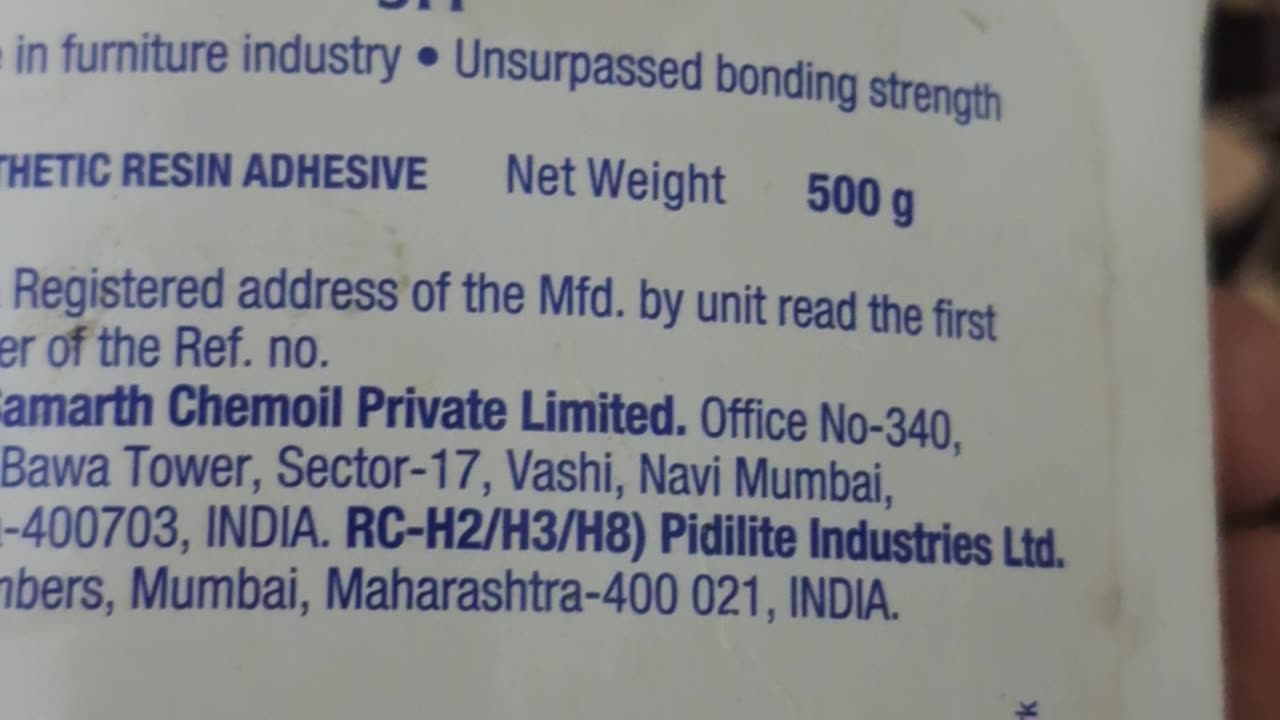 in furniture industry • Unsurpassed bonding strength
THETIC RESIN ADHESIVE Net Weight 500 g
Registered address of the Mfd. by unit read the first
er of the Ref. no.
Samarth Chemoil Private Limited. Office No-340,
Bawa Tower, Sector-17, Vashi, Navi Mumbai,
-400703, INDIA. RC-H2/H3/H8) Pidilite Industries Ltd.
mbers, Mumbai, Maharashtra-400 021, INDIA.